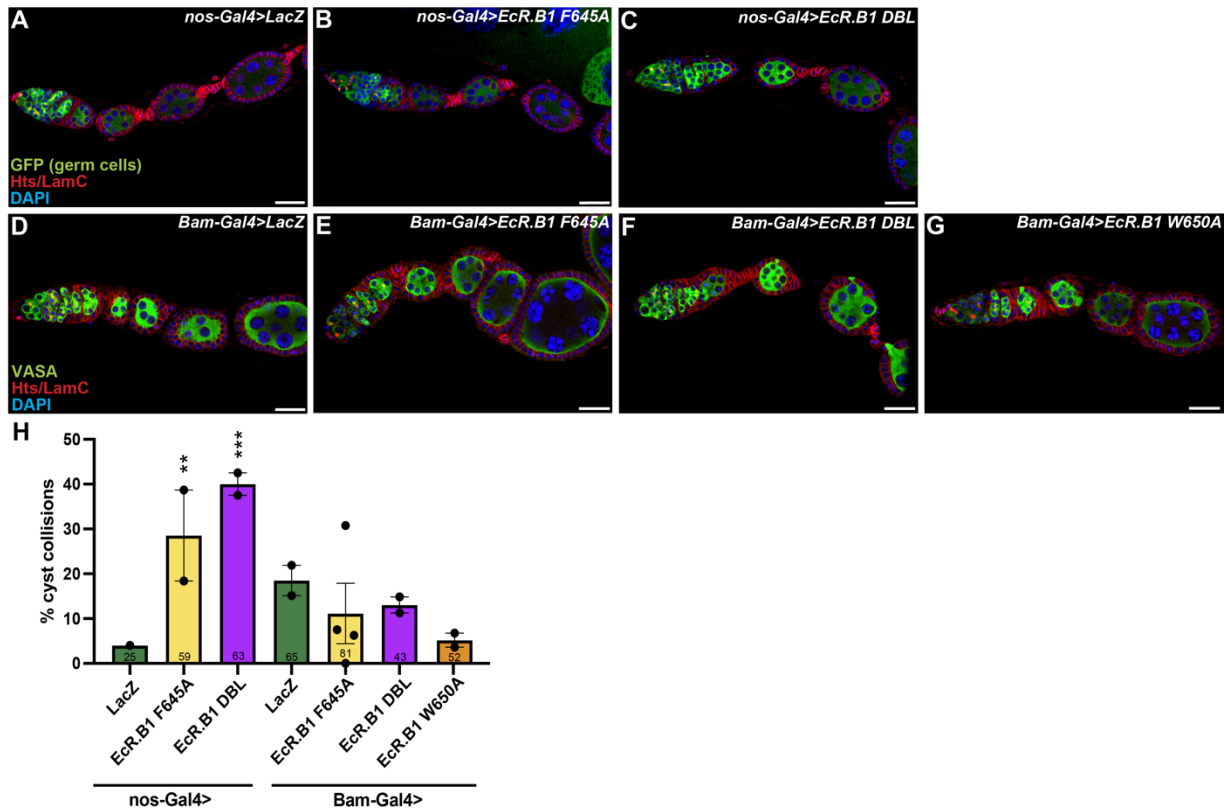 A
nos-Gal4>LacZ
GFP (germ cells)
Hts/LamC
DAPI
B
nos-Gal4>EcR.B1 F645A
C
nos-Gal4>EcR.B1 DBL
D
Bam-Gal4>LacZ
VASA
Hts/LamC
DAPI
E
Bam-Gal4>EcR.B1 F645A
F
Bam-Gal4>EcR.B1 DBL
G
Bam-Gal4>EcR.B1 W650A
H
% cyst collisions
50
40
30
20
10
0
**
***
25
59
63
65
81
43
52
LacZ
EcR.B1 F645A
EcR.B1 DBL
LacZ
EcR.B1 F645A
EcR.B1 DBL
EcR.B1 W650A
nos-Gal4>
Bam-Gal4>